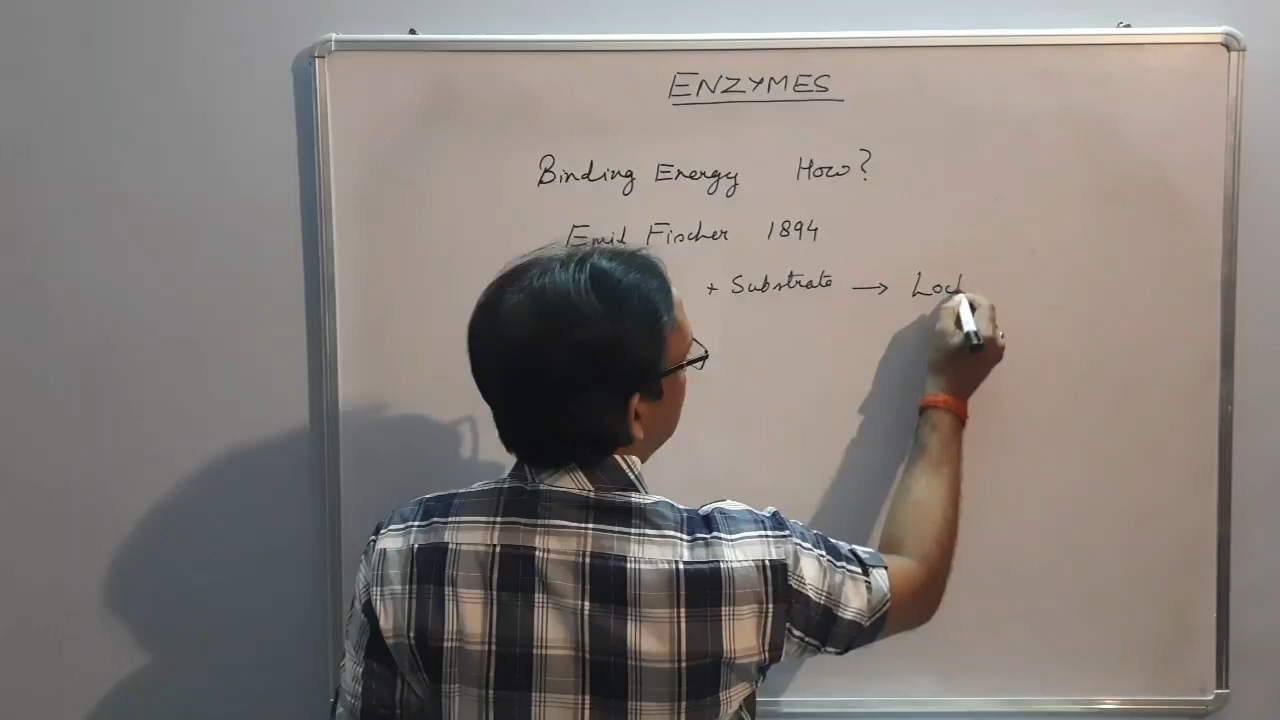 ENZYMES
Binding Energy How?
Emil Fischer 1894
+ Substrate → Loc